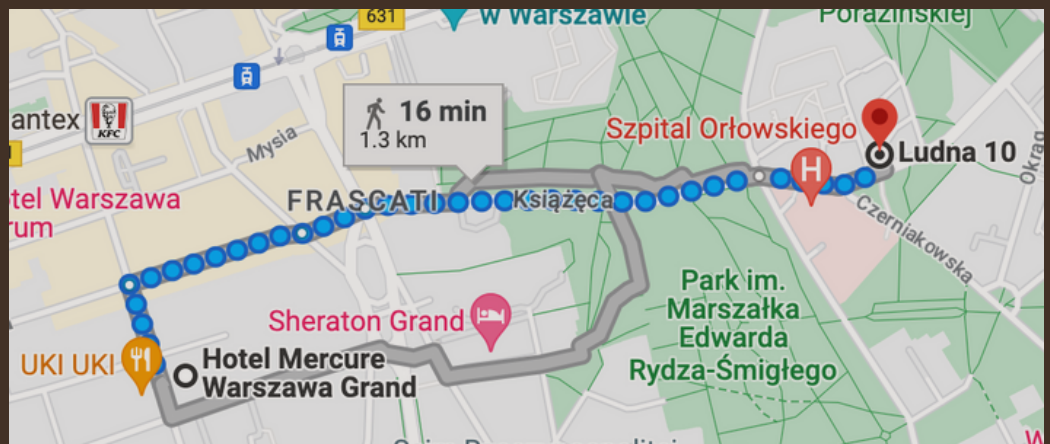 631
w Warszawie
Porazińskiej
antex
KFC
Mysia
16 min
1.3 km
Szpital Orłowskiego
H
Ludna 10
Okrąg
otel Warszawa
rum
FRASCATI
Książęca
Czerniakowska
Sheraton Grand
Park im.
Marszałka
Edwarda
Rydza-Śmigłego
UKI UKI
Hotel Mercure
Warszawa Grand